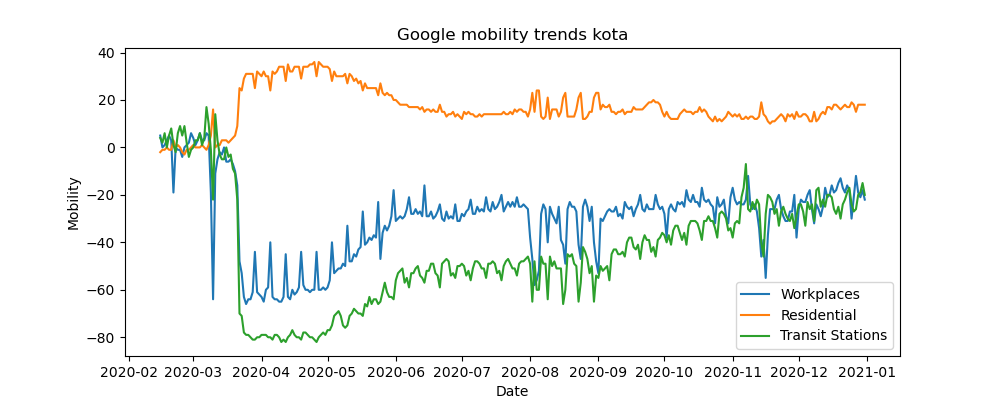 Google mobility trends kota
40
20
0
−20
−40
−60
−80
Mobility
Workplaces
Residential
Transit Stations
2020-02 2020-03 2020-04 2020-05 2020-06 2020-07 2020-08 2020-09 2020-10 2020-11 2020-12 2021-01
Date